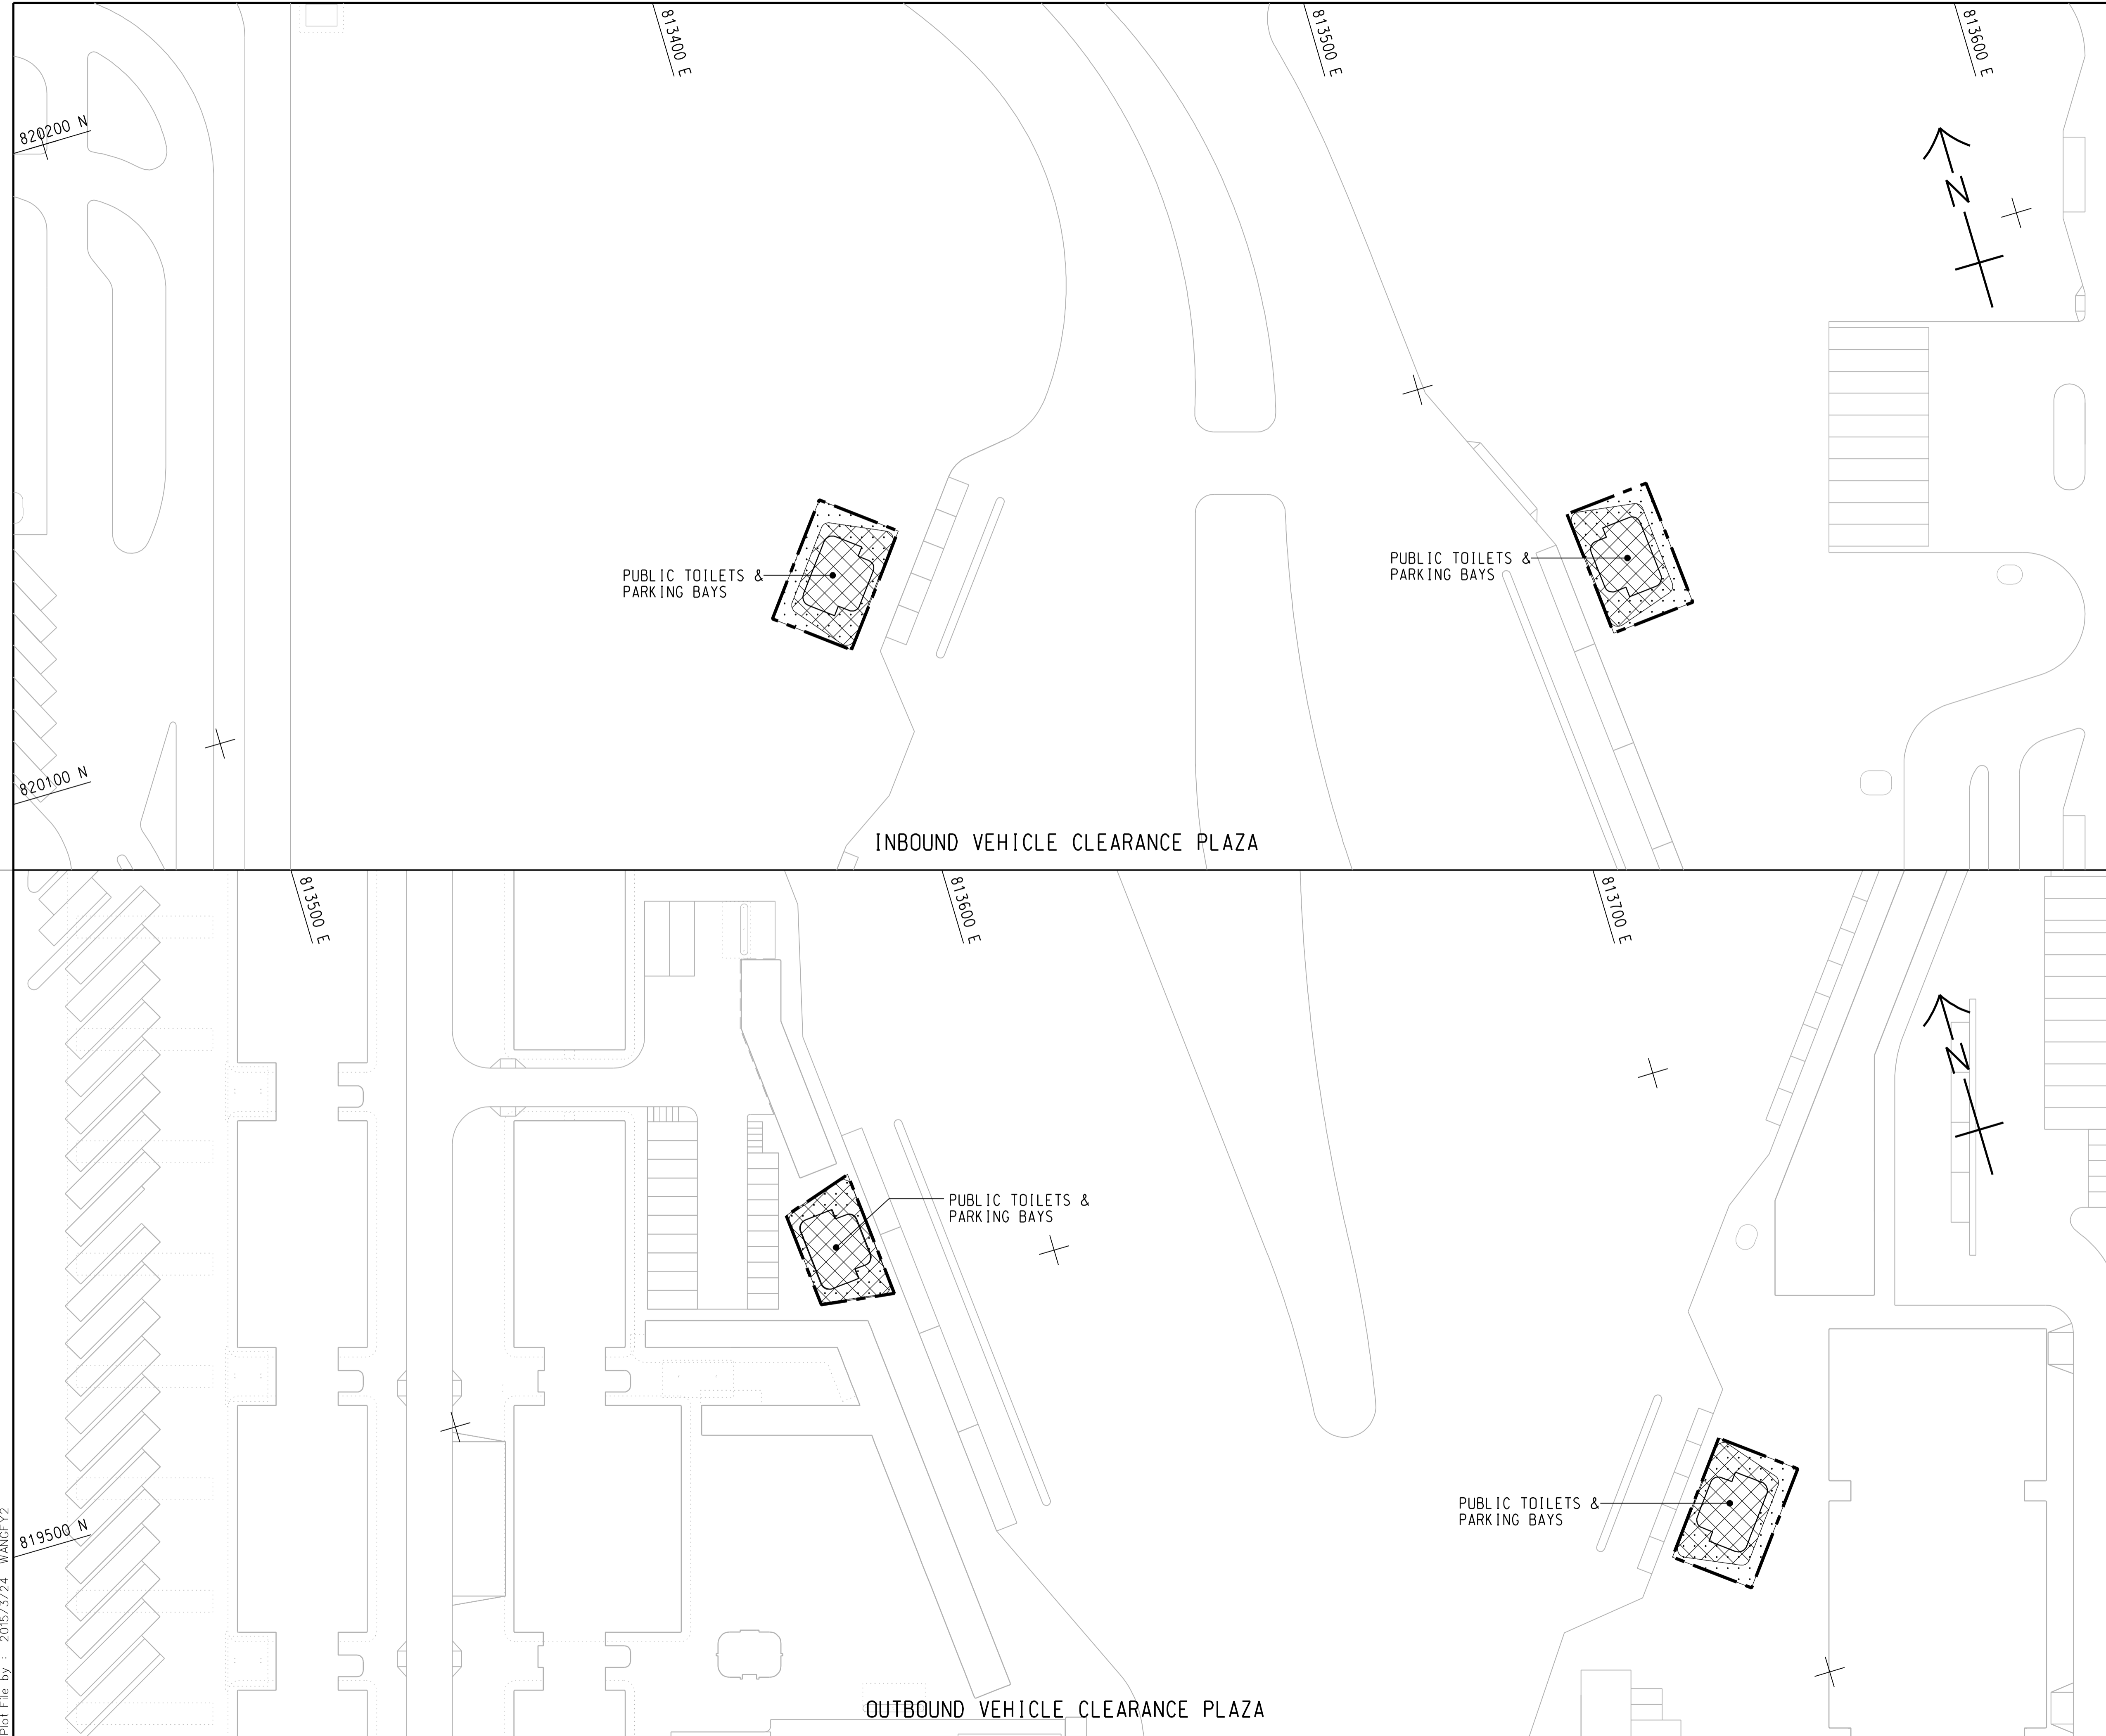 813400 E
813500 E
813600 E
820200 N
N
PUBLIC TOILETS &
PARKING BAYS
PUBLIC TOILETS &
PARKING BAYS
820100 N
INBOUND VEHICLE CLEARANCE PLAZA
813500 E
813600 E
813700 E
N
PUBLIC TOILETS &
PARKING BAYS
PUBLIC TOILETS &
PARKING BAYS
819500 N
OUTBOUND VEHICLE CLEARANCE PLAZA
Plot File by : 2015/3/24 WANGFY2